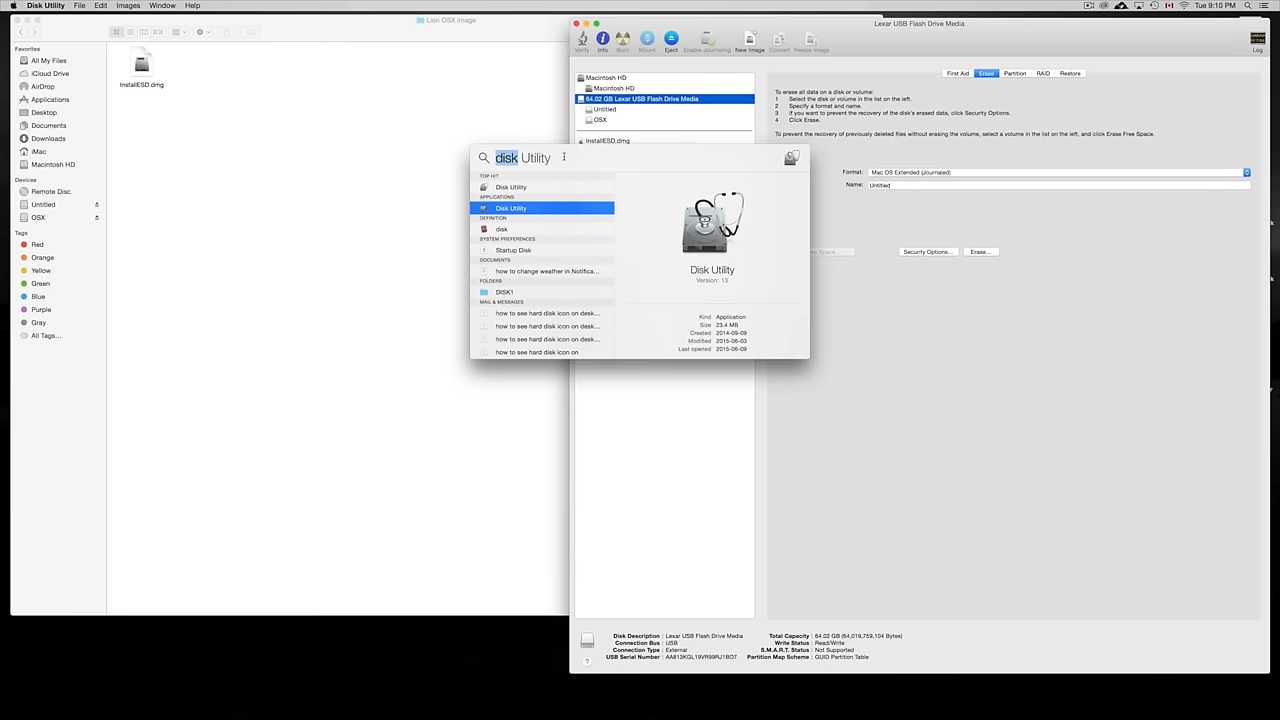 Disk Utility File Edit Images Window Help
Tue 9:10 PM
Lion OSX image
Favorites
All My Files
iCloud Drive
AirDrop
Applications
Desktop
Documents
Downloads
iMac
Macintosh HD
Devices
Remote Disc
Untitled
OSX
Tags
Red
Orange
Yellow
Green
Blue
Purple
Gray
All Tags...
InstallESD.dmg
Lexar USB Flash Drive Media
Verify Info Burn Mount Eject Enable Journaling New Image Convert Resize Image Log
Macintosh HD
Macintosh HD
64.02 GB Lexar USB Flash Drive Media
Untitled
OSX
InstallESD.dmg
First Aid Erase Partition RAID Restore
To erase all data on a disk or volume:
1 Select the disk or volume in the list on the left.
2 Specify a format and name.
3 If you want to prevent the recovery of the disk's erased data, click Security Options.
4 Click Erase.
To prevent the recovery of previously deleted files without erasing the volume, select a volume in the list on the left, and click Erase Free Space.
Format: Mac OS Extended (Journaled)
Name: Untitled
Security Options... Erase...
disk Utility
TOP HIT
Disk Utility
APPLICATIONS
Disk Utility
DEFINITION
disk
SYSTEM PREFERENCES
Startup Disk
DOCUMENTS
how to change weather in Notifica...
FOLDERS
DISK1
MAIL & MESSAGES
how to see hard disk icon on desk...
how to see hard disk icon on desk...
how to see hard disk icon on desk...
how to see hard disk icon on
Disk Utility
Version: 13
Kind Application
Size 23.4 MB
Created 2014-09-09
Modified 2015-06-03
Last opened 2015-06-09
Disk Description : Lexar USB Flash Drive Media
Connection Bus : USB
Connection Type : External
USB Serial Number : AA813KGL19VR99RJ1BO7
Total Capacity : 64.02 GB (64,019,759,104 Bytes)
Write Status : Read/Write
S.M.A.R.T. Status : Not Supported
Partition Map Scheme : GUID Partition Table